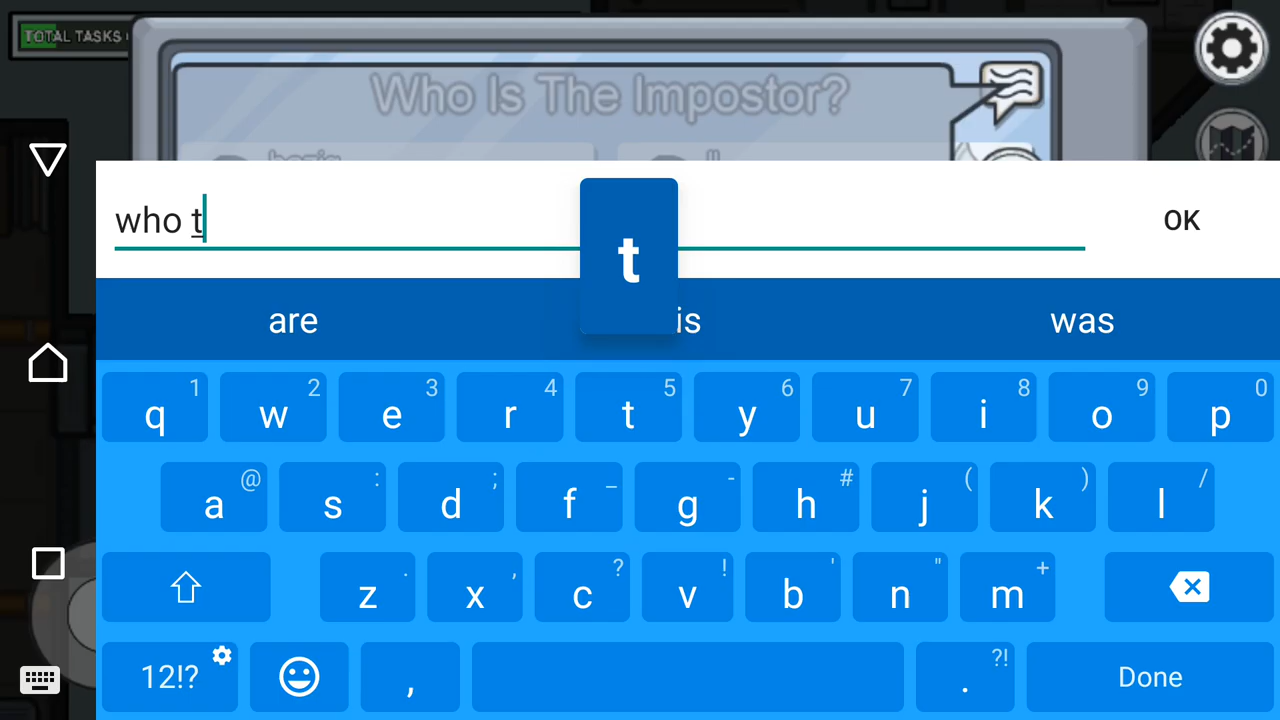 TOTAL TASKS
Who Is The Impostor?
who t
OK
t
are is was
1 2 3 4 5 6 7 8 9 0
q w e r t y u i o p
@ : ; _ - # ( ) /
a s d f g h j k l
. , ? ! ' " +
z x c v b n m
?!
12!? , . Done